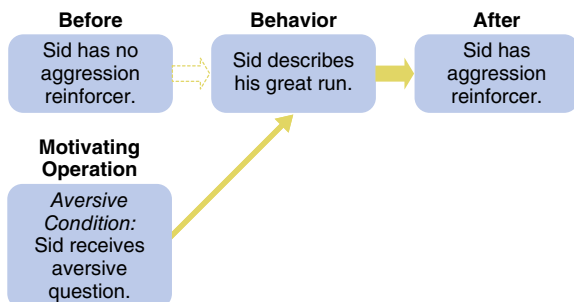 Before
Behavior
After
Sid has no
aggression
reinforcer.
Sid describes
his great run.
Sid has
aggression
reinforcer.
Motivating
Operation
Aversive
Condition:
Sid receives
aversive
question.